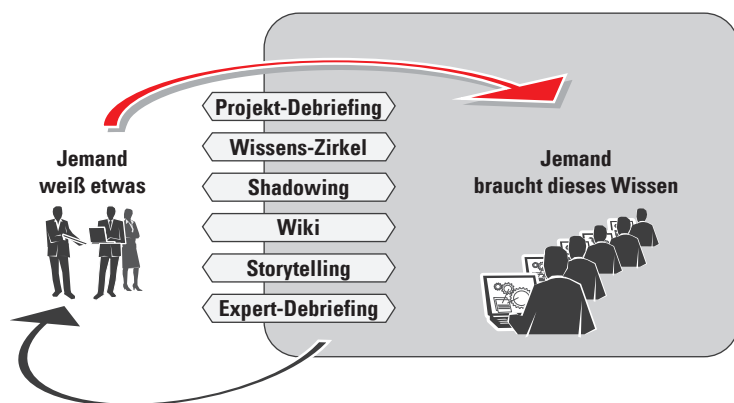 Projekt-Debriefing
Wissens-Zirkel
Shadowing
Wiki
Storytelling
Expert-Debriefing
Jemand
weiß etwas
Jemand
braucht dieses Wissen